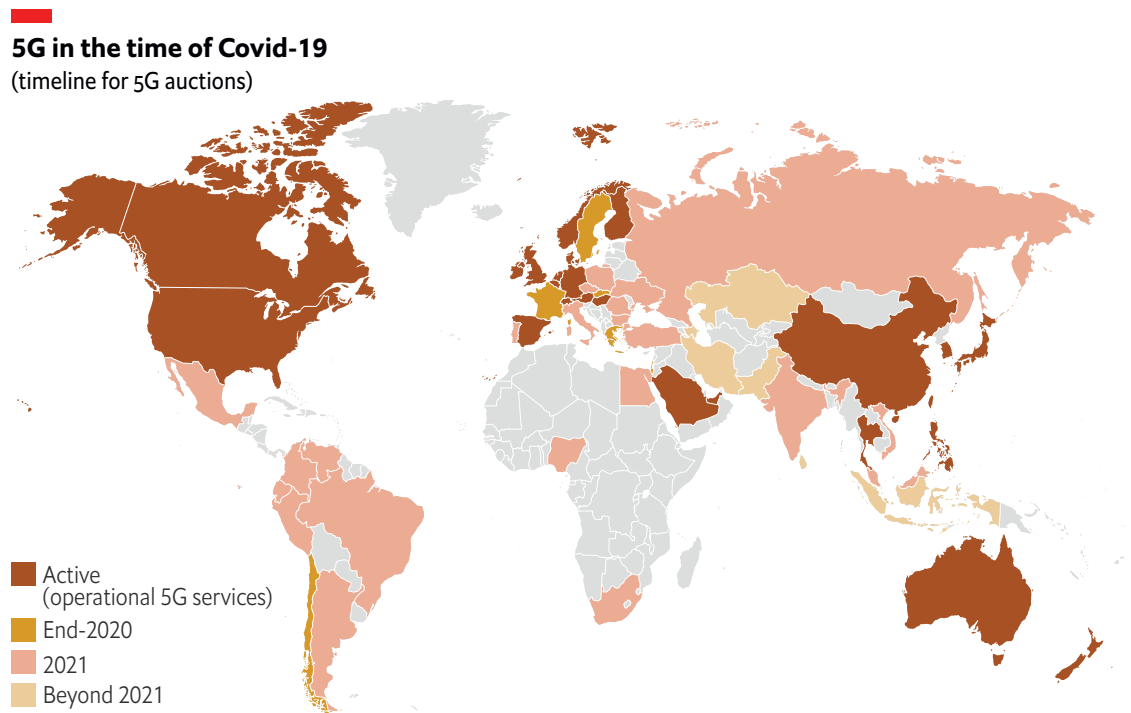 5G in the time of Covid-19
(timeline for 5G auctions)
Active
(operational 5G services)
End-2020
2021
Beyond 2021